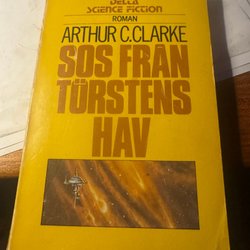 DELTA
SCIENCE FICTION
ROMAN
ARTHUR C. CLARKE
SOS FRÅN
TÖRSTENS
HAV